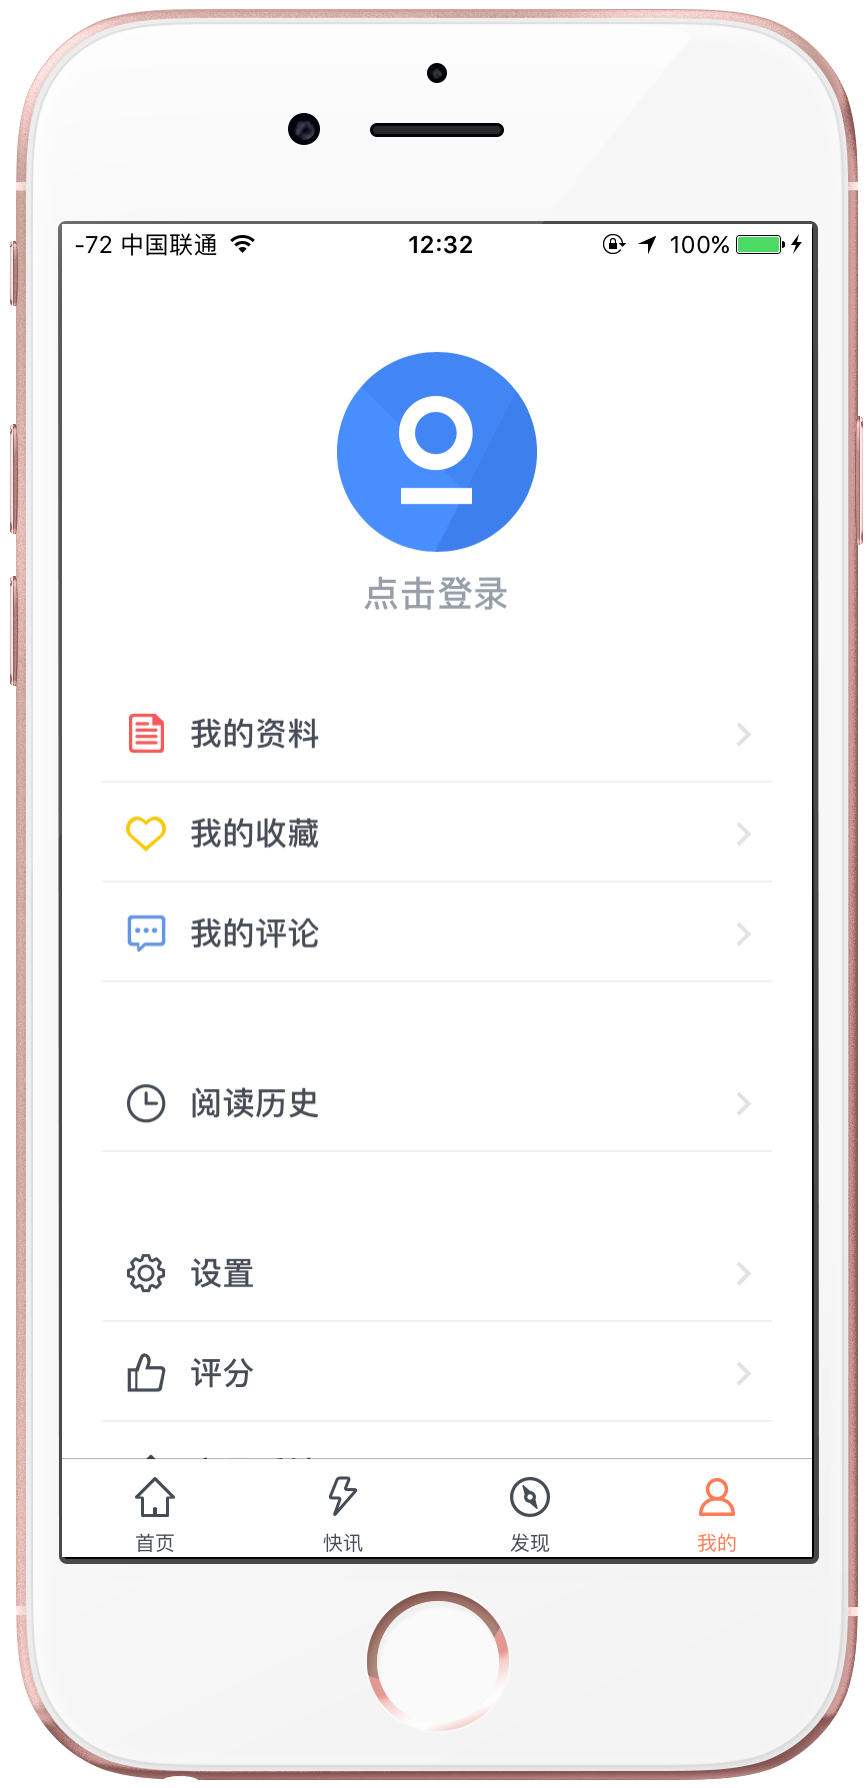 -72 中国联通 12:32 100%
点击登录
我的资料
我的收藏
我的评论
阅读历史
设置
评分
首页 快讯 发现 我的